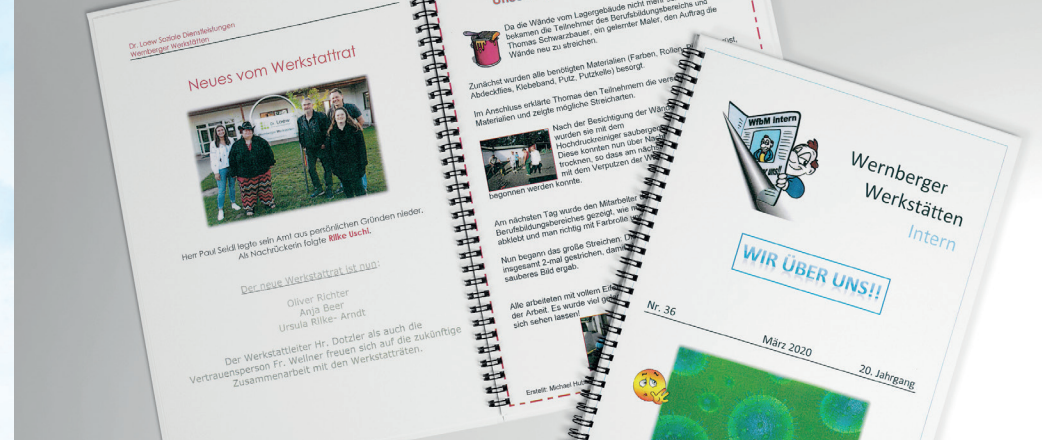 Dr. Loew Soziale Dienstleistungen
Wernberger Werkstätten
Neues vom Werkstattrat
Herr Paul Seidl legte sein Amt aus persönlichen Gründen nieder.
Als Nachrückerin folgte Rilke Uschi.
Der neue Werkstattrat ist nun:
Oliver Richter
Anja Beer
Ursula Rilke- Arndt
Der Werkstattleiter Hr. Dotzler als auch die
Vertrauensperson Fr. Wellner freuen sich auf die zukünftige
Zusammenarbeit mit den Werkstatträten.
Da die Wände vom Lagergebäude nicht mehr
bekamen die Teilnehmer des Berufsbildungsbereichs und
Thomas Schwarzbauer, ein gelernter Maler, den Auftrag die
Wände neu zu streichen.
Zunächst wurden alle benötigten Materialien (Farben, Rollen,
Abdeckflies, Klebeband, Putz, Putzkelle) besorgt.
Im Anschluss erklärte Thomas den Teilnehmern die
Materialien und zeigte mögliche Streicharten.
Nach der Besichtigung der
wurden sie mit dem
Hochdruckreiniger
Diese konnten nun über
trocknen, so dass am
mit dem Verputzen der
begonnen werden konnte.
Am nächsten Tag wurde den Mitarbeiter
Berufsbildungsbereiches gezeigt, wie
abklebt und man richtig mit Farbrolle
Nun begann das große Streichen:
insgesamt 2-mal gestrichen,
sauberes Bild ergab.
Alle arbeiteten mit vollem
der Arbeit. Es wurde viel
sich sehen lassen!
Erstellt: Michael
WfbM intern
Wernberger
Werkstätten
Intern
WIR ÜBER UNS!!
Nr. 36
März 2020
20. Jahrgang